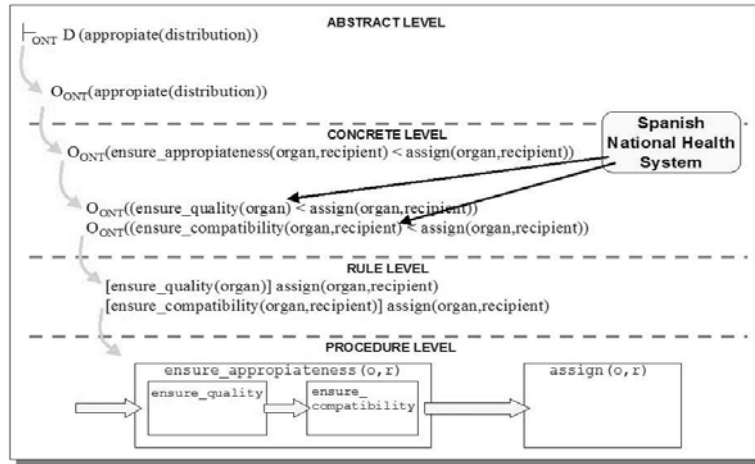 ABSTRACT LEVEL
├ONT D (appropiate(distribution))
OONT(appropiate(distribution))
CONCRETE LEVEL
Spanish
National Health
System
OONT(ensure_appropiateness(organ,recipient) < assign(organ,recipient))
OONT((ensure_quality(organ) < assign(organ,recipient))
OONT((ensure_compatibility(organ,recipient) < assign(organ,recipient))
RULE LEVEL
[ensure_quality(organ)] assign(organ,recipient)
[ensure_compatibility(organ,recipient)] assign(organ,recipient)
PROCEDURE LEVEL
ensure_appropiateness(o,r)
ensure_quality
ensure_
compatibility
assign(o,r)